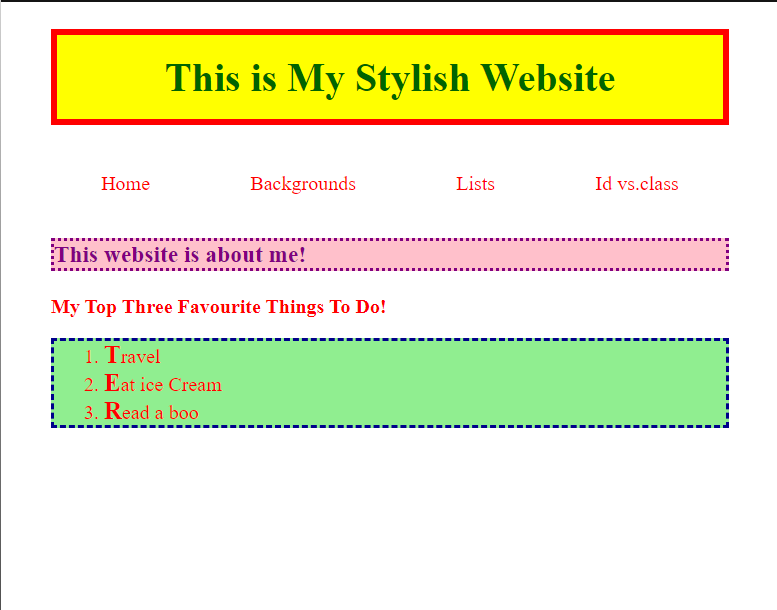 This is My Stylish Website
Home Backgrounds Lists Id vs.class
This website is about me!
My Top Three Favourite Things To Do!
1. Travel
2. Eat ice Cream
3. Read a boo